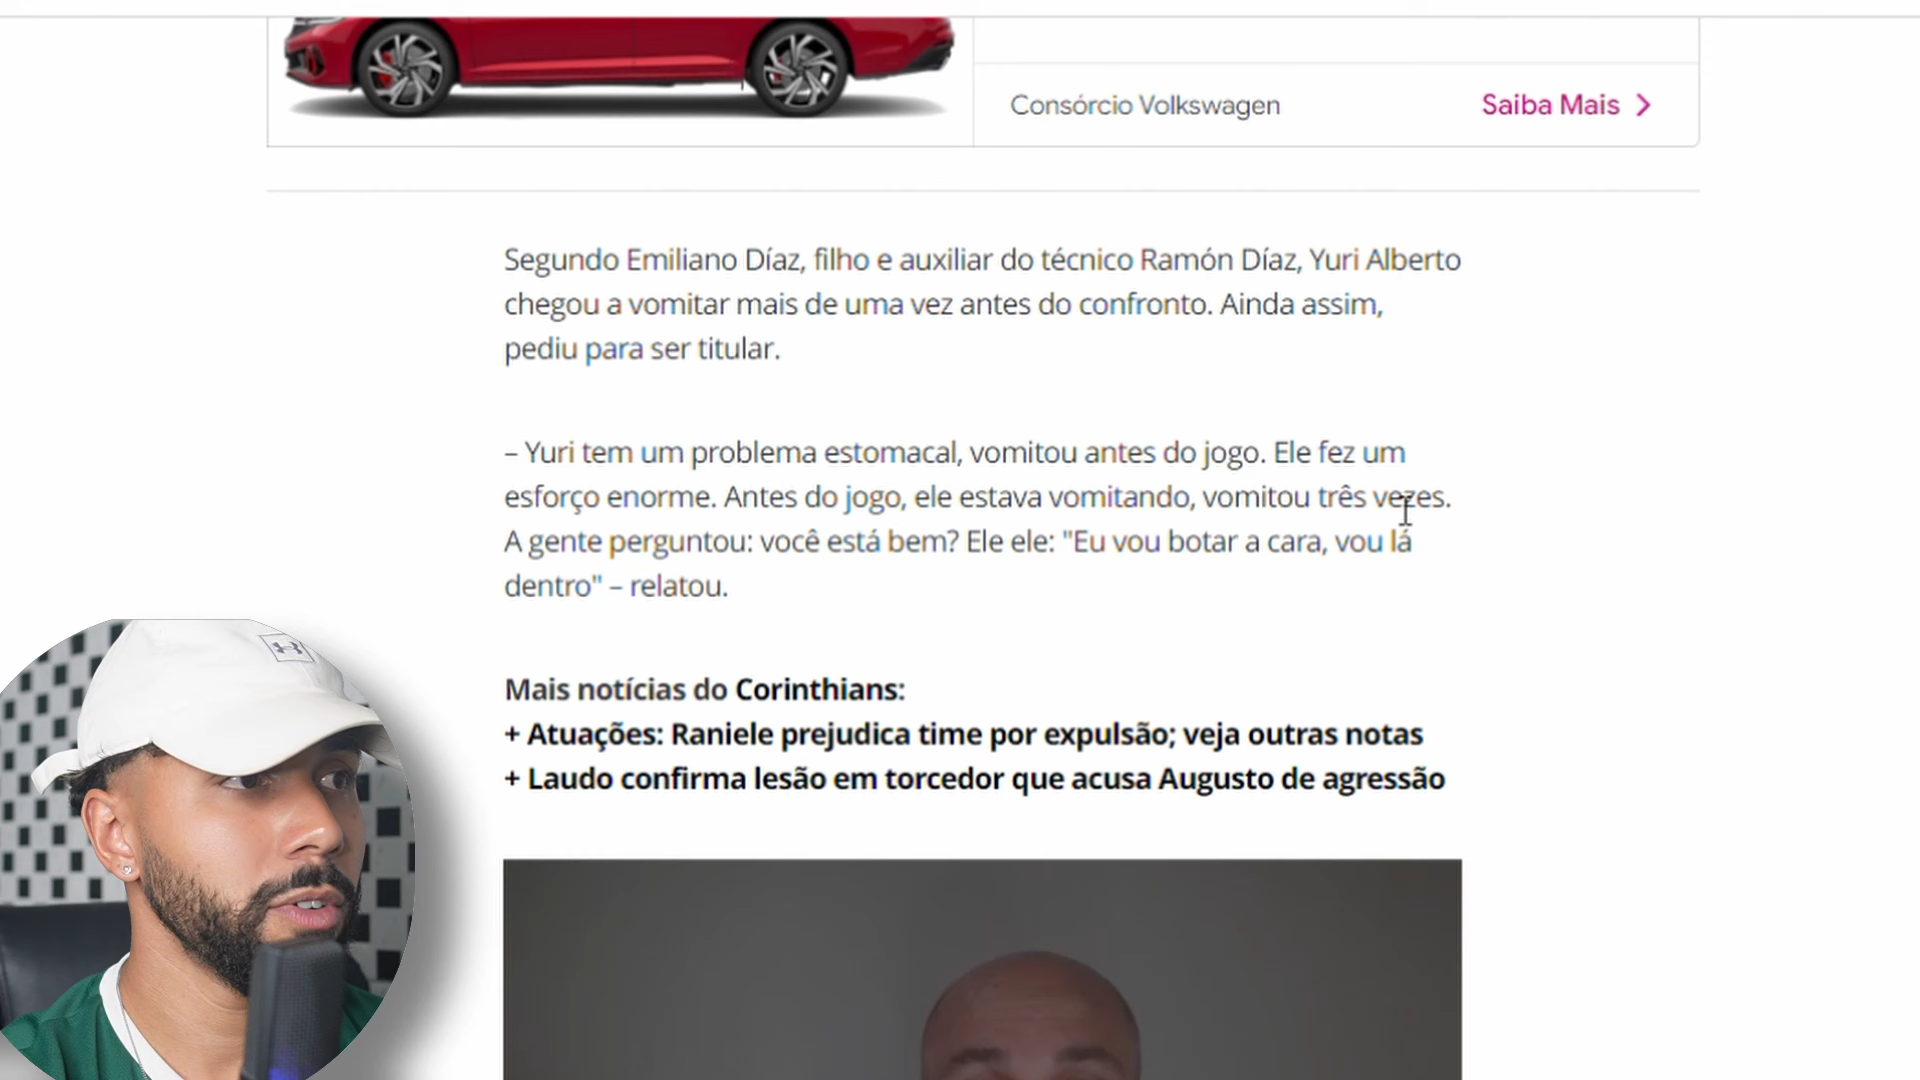 Consórcio Volkswagen
Saiba Mais
Segundo Emiliano Díaz, filho e auxiliar do técnico Ramón Díaz, Yuri Alberto
chegou a vomitar mais de uma vez antes do confronto. Ainda assim,
pediu para ser titular.
– Yuri tem um problema estomacal, vomitou antes do jogo. Ele fez um
esforço enorme. Antes do jogo, ele estava vomitando, vomitou três vezes.
A gente perguntou: você está bem? Ele ele: "Eu vou botar a cara, vou lá
dentro" – relatou.
Mais notícias do Corinthians:
+ Atuações: Raniele prejudica time por expulsão; veja outras notas
+ Laudo confirma lesão em torcedor que acusa Augusto de agressão